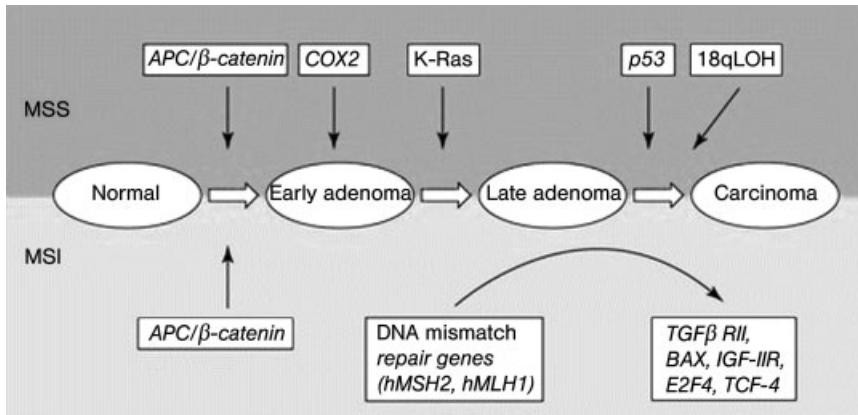 APC/β-catenin
COX2
K-Ras
p53
18qLOH
MSS
Normal
Early adenoma
Late adenoma
Carcinoma
MSI
APC/β-catenin
DNA mismatch
repair genes
(hMSH2, hMLH1)
TGFβ RII,
BAX, IGF-IIR,
E2F4, TCF-4